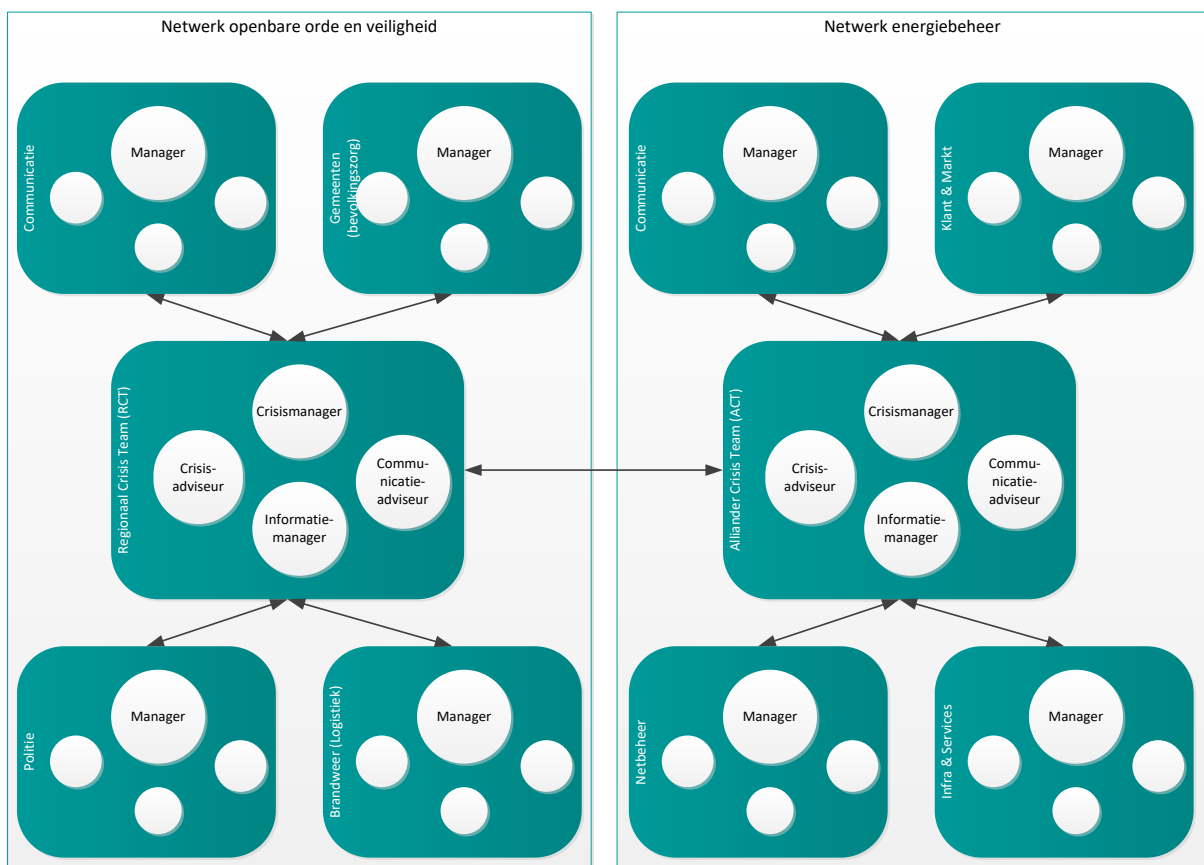 Netwerk openbare orde en veiligheid
Communicatie
Manager
Gemeenten
(bevolkingszorg)
Manager
Regionaal Crisis Team (RCT)
Crisismanager
Crisis-
adviseur
Commu-
nicatie-
adviseur
Informatie-
manager
Politie
Manager
Brandweer (Logistiek)
Manager
Netwerk energiebeheer
Communicatie
Manager
Klant & Markt
Manager
Alliander Crisis Team (ACT)
Crisismanager
Crisis-
adviseur
Commu-
nicatie-
adviseur
Informatie-
manager
Netbeheer
Manager
Infra & Services
Manager